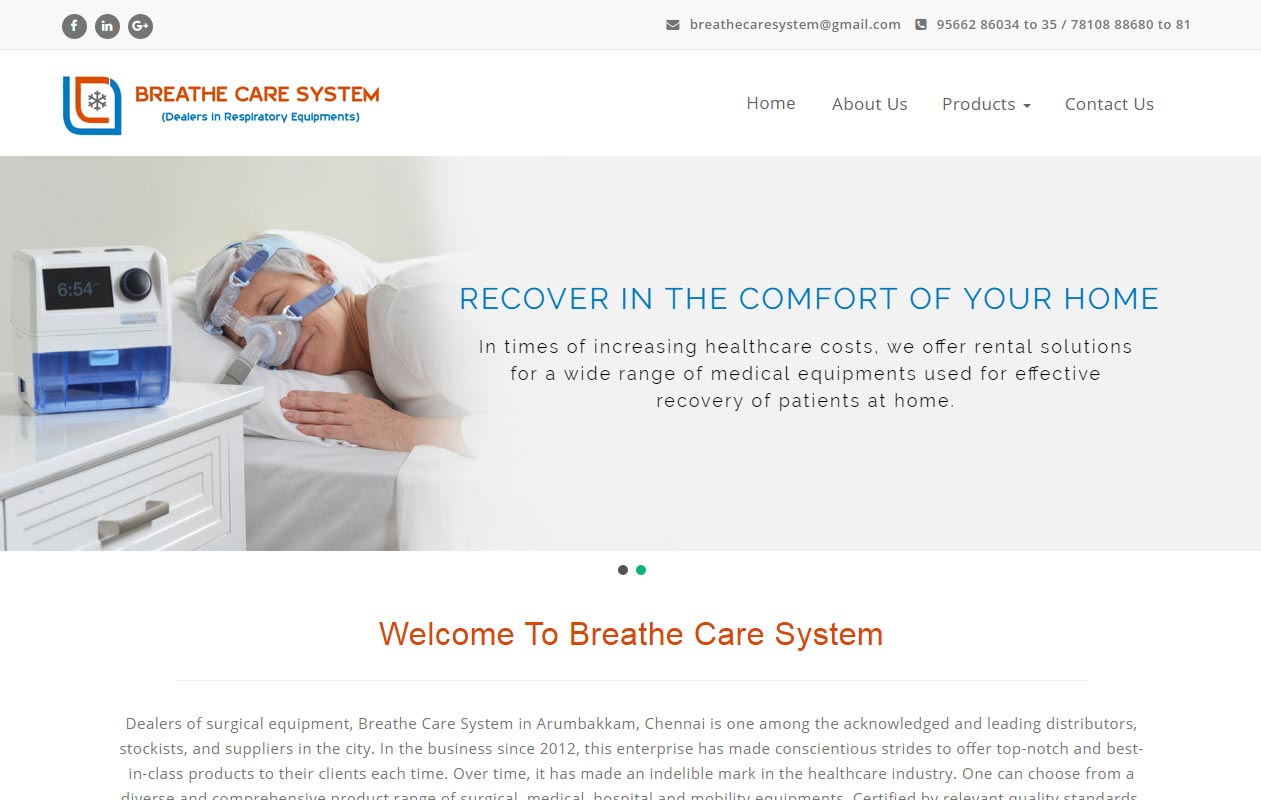 breathecaresystem@gmail.com 95662 86034 to 35 / 78108 88680 to 81
BREATHE CARE SYSTEM
(Dealers in Respiratory Equipments)
Home About Us Products Contact Us
6:54
RECOVER IN THE COMFORT OF YOUR HOME
In times of increasing healthcare costs, we offer rental solutions
for a wide range of medical equipments used for effective
recovery of patients at home.
Welcome To Breathe Care System
Dealers of surgical equipment, Breathe Care System in Arumbakkam, Chennai is one among the acknowledged and leading distributors,
stockists, and suppliers in the city. In the business since 2012, this enterprise has made conscientious strides to offer top-notch and best-
in-class products to their clients each time. Over time, it has made an indelible mark in the healthcare industry. One can choose from a
diverse and comprehensive product range of surgical, medical, hospital and mobility equipments. Certified by relevant quality standards